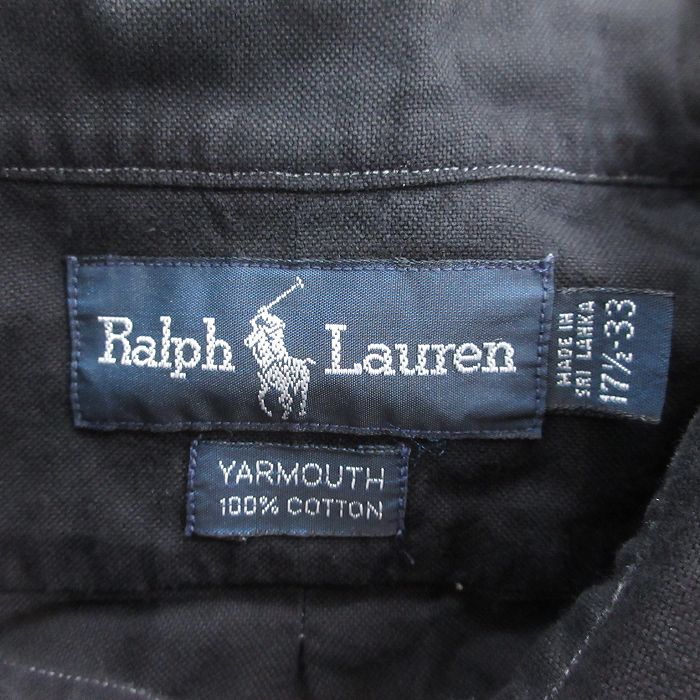 Ralph Lauren
YARMOUTH
100% COTTON
MADE IN
SRI LANKA
17½-33